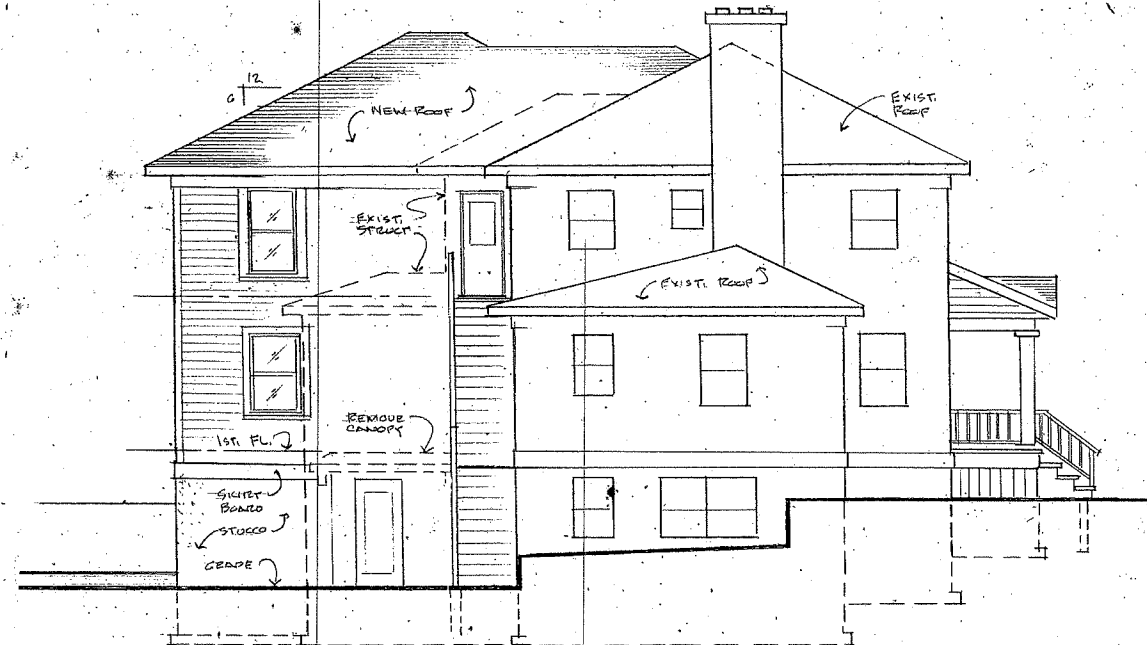 12
6
NEW ROOF
EXIST.
ROOF
EXIST.
STRUCT.
EXIST. ROOF
REMOVE
CANOPY
1ST. FL.
SKIRT
BOARD
STUCCO
GRADE